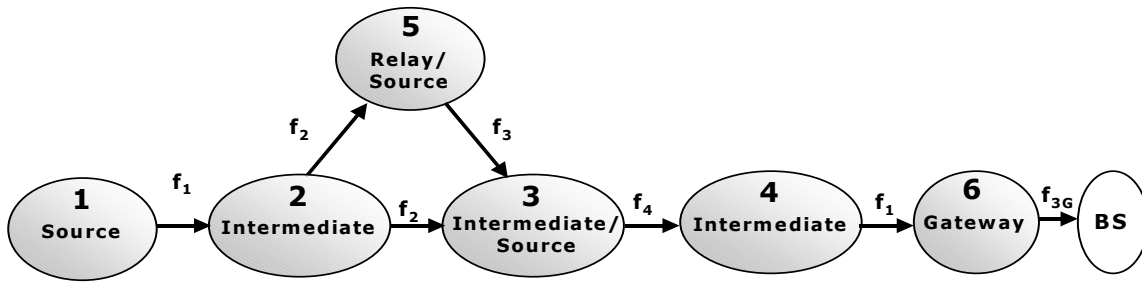 5
Relay/
Source
f2
f3
1
Source
f1
2
Intermediate
f2
3
Intermediate/
Source
f4
4
Intermediate
f1
6
Gateway
f3G
BS